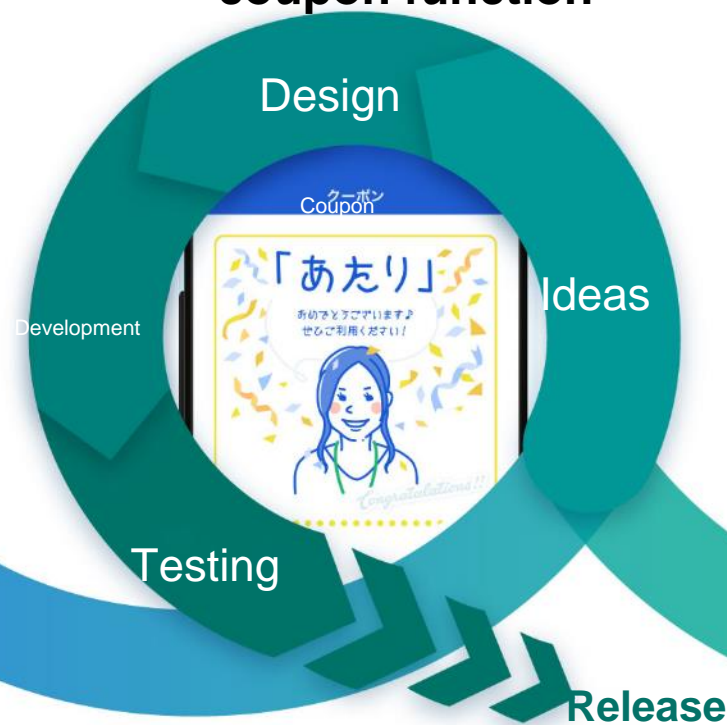 coupon function
Design
クーポン
Coupon
「あたり」
おめでとうございます♪
ぜひご利用ください!
Ideas
Development
Congratulations!!
Testing
Release